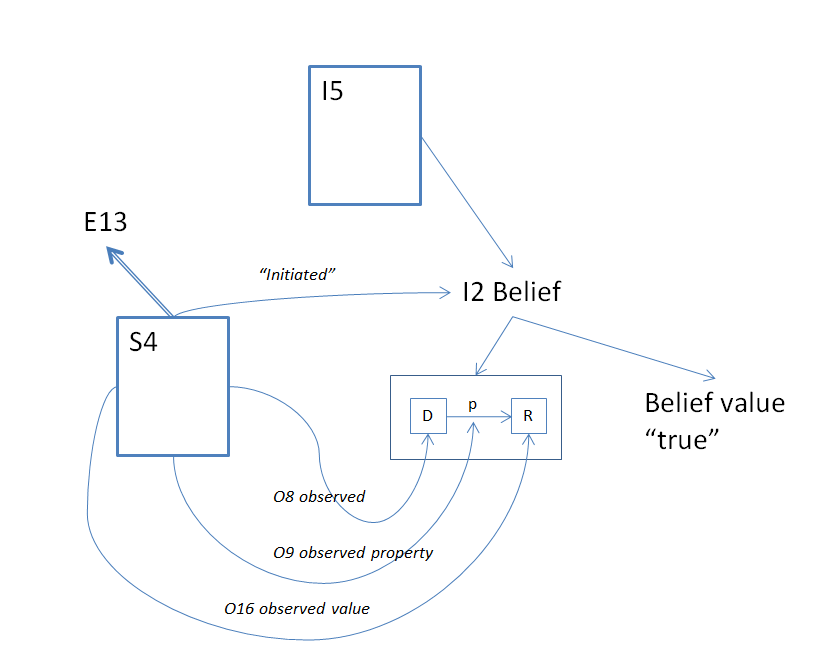 I5
E13
“Initiated”
I2 Belief
S4
Belief value
“true”
D
p
R
O8 observed
O9 observed property
O16 observed value